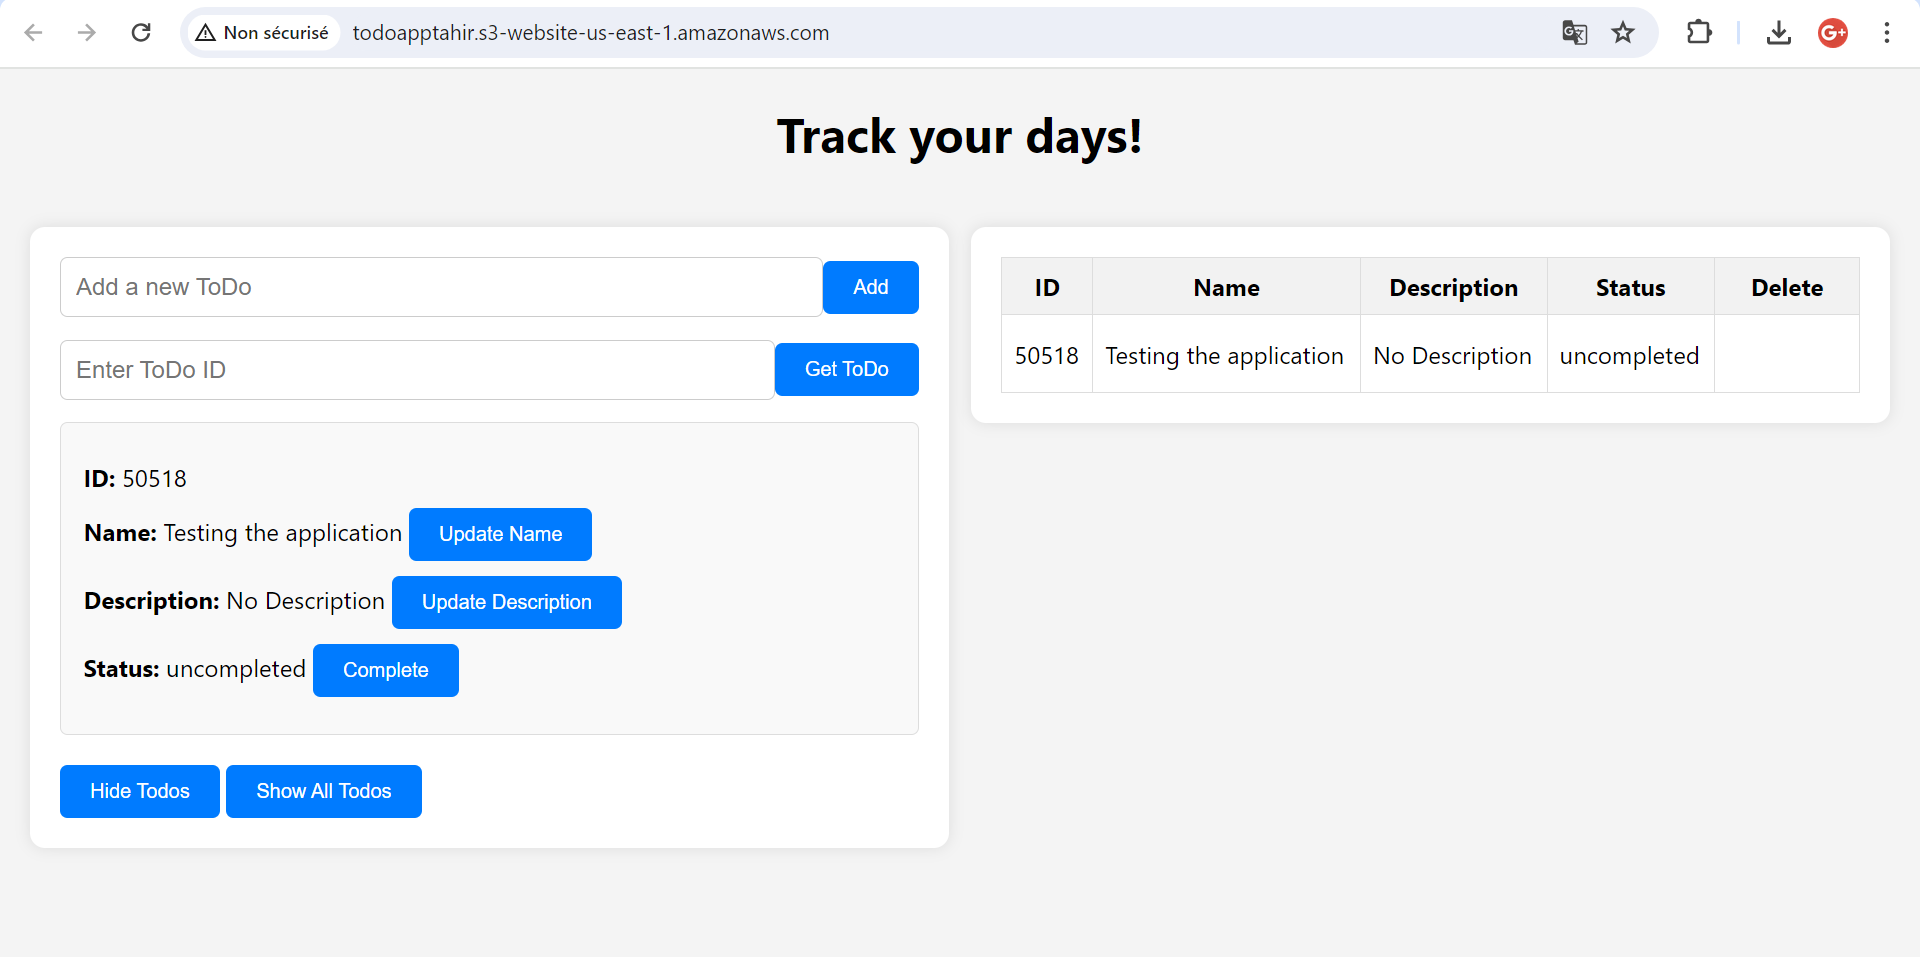 Non sécurisé todoapptahir.s3-website-us-east-1.amazonaws.com
Track your days!
Add a new ToDo Add
Enter ToDo ID Get ToDo
ID: 50518
Name: Testing the application Update Name
Description: No Description Update Description
Status: uncompleted Complete
Hide Todos Show All Todos
ID Name Description Status Delete
50518 Testing the application No Description uncompleted